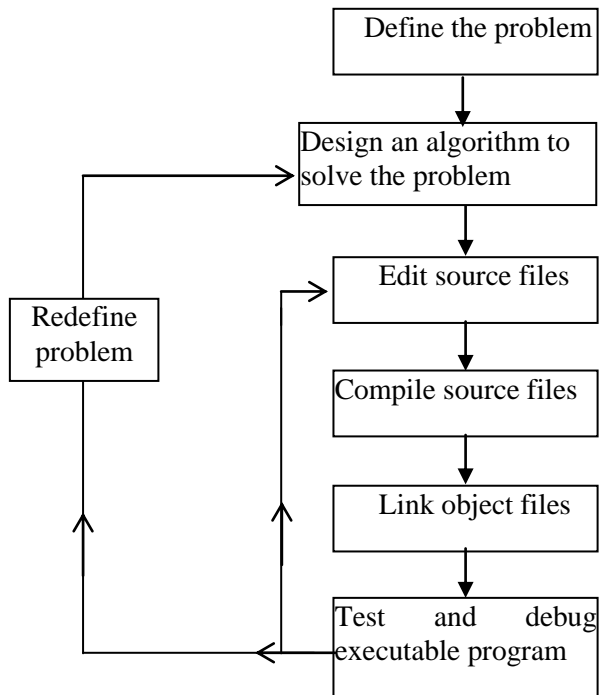 Define the problem
Design an algorithm to
solve the problem
Edit source files
Redefine
problem
Compile source files
Link object files
Test and debug
executable program